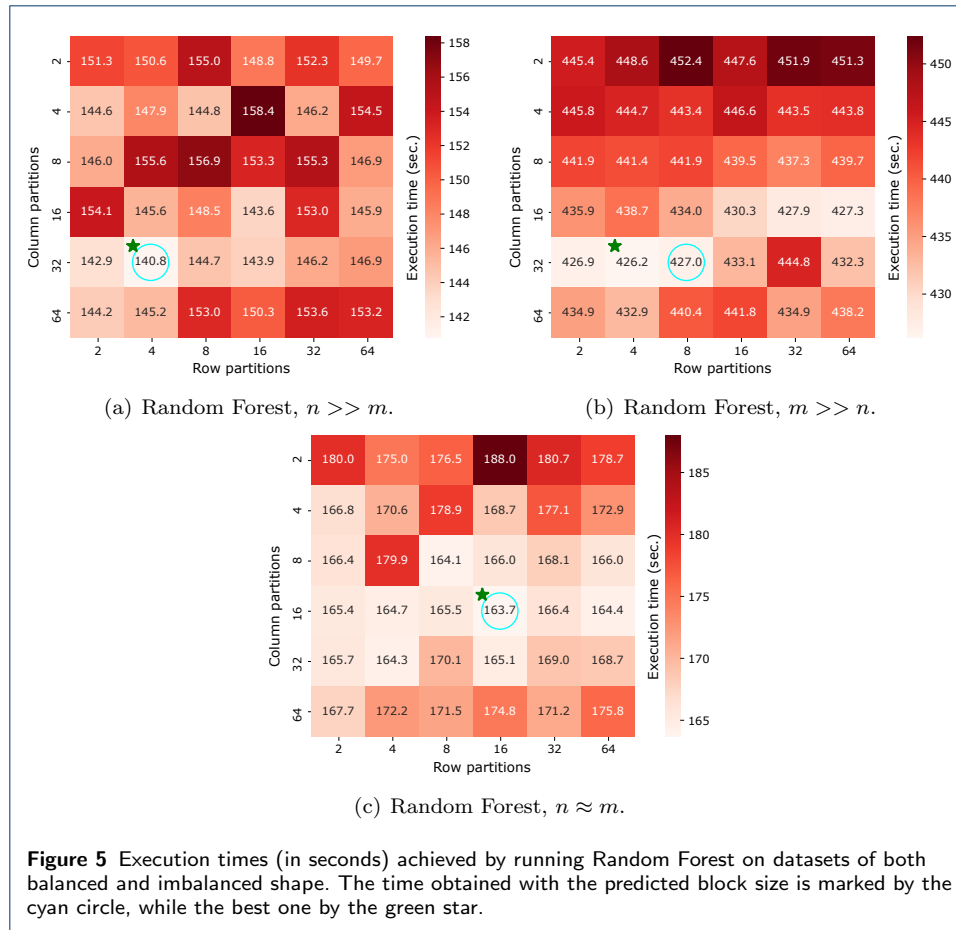 2 151.3 150.6 155.0 148.8 152.3 149.7
4 144.6 147.9 144.8 158.4 146.2 154.5
8 146.0 155.6 156.9 153.3 155.3 146.9
16 154.1 145.6 148.5 143.6 153.0 145.9
32 142.9 140.8 144.7 143.9 146.2 146.9
64 144.2 145.2 153.0 150.3 153.6 153.2
2 4 8 16 32 64
Row partitions
Column partitions
158
156
154
152
150
148
146
144
142
Execution time (sec.)
(a) Random Forest, n >> m.
2 445.4 448.6 452.4 447.6 451.9 451.3
4 445.8 444.7 443.4 446.6 443.5 443.8
8 441.9 441.4 441.9 439.5 437.3 439.7
16 435.9 438.7 434.0 430.3 427.9 427.3
32 426.9 426.2 427.0 433.1 444.8 432.3
64 434.9 432.9 440.4 441.8 434.9 438.2
2 4 8 16 32 64
Row partitions
Column partitions
450
445
440
435
430
Execution time (sec.)
(b) Random Forest, m >> n.
2 180.0 175.0 176.5 188.0 180.7 178.7
4 166.8 170.6 178.9 168.7 177.1 172.9
8 166.4 179.9 164.1 166.0 168.1 166.0
16 165.4 164.7 165.5 163.7 166.4 164.4
32 165.7 164.3 170.1 165.1 169.0 168.7
64 167.7 172.2 171.5 174.8 171.2 175.8
2 4 8 16 32 64
Row partitions
Column partitions
185
180
175
170
165
Execution time (sec.)
(c) Random Forest, n ≈ m.
Figure 5 Execution times (in seconds) achieved by running Random Forest on datasets of both
balanced and imbalanced shape. The time obtained with the predicted block size is marked by the
cyan circle, while the best one by the green star.